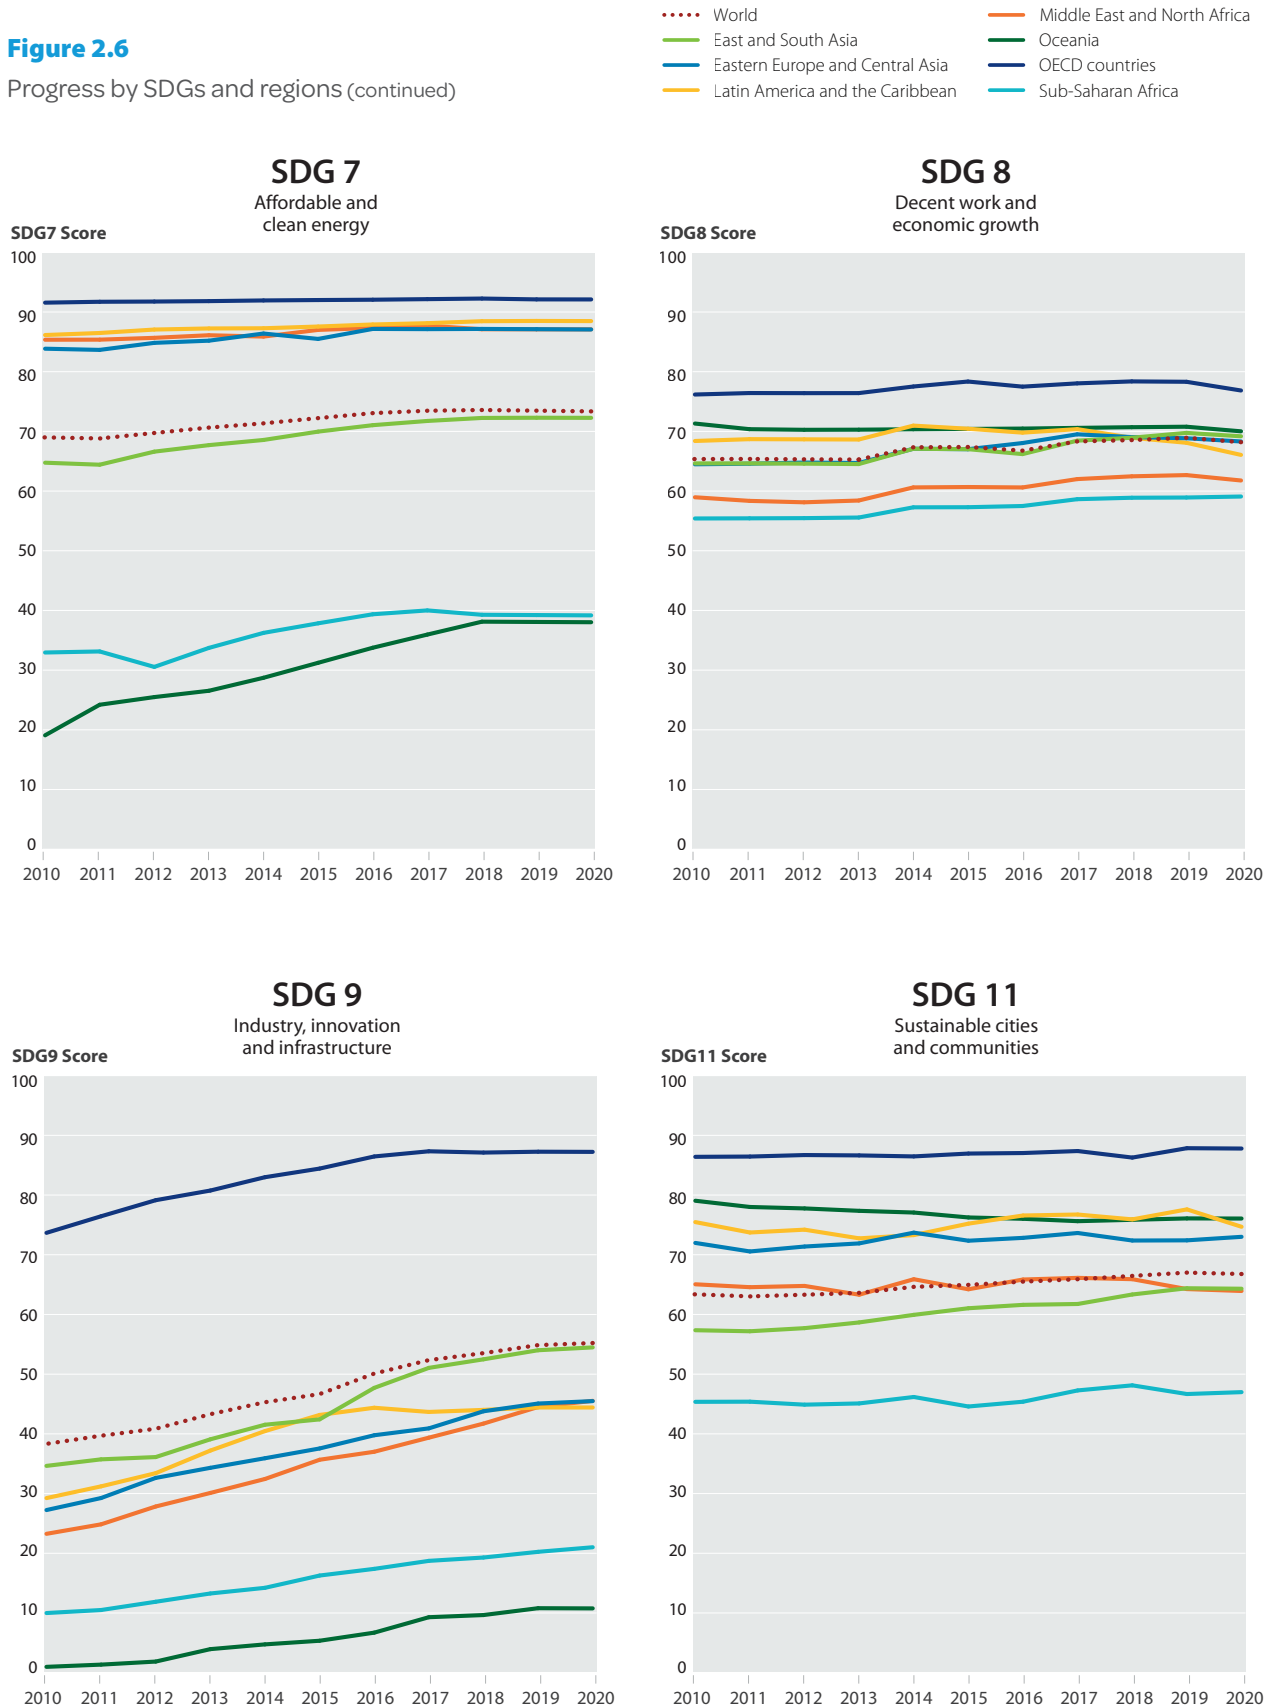 World
East and South Asia
Eastern Europe and Central Asia
Latin America and the Caribbean
Middle East and North Africa
Oceania
OECD countries
Sub-Saharan Africa
Figure 2.6
Progress by SDGs and regions (continued)
SDG 7
Affordable and
clean energy
SDG7 Score
100
90
80
70
60
50
40
30
20
10
0
2010 2011 2012 2013 2014 2015 2016 2017 2018 2019 2020
SDG 8
Decent work and
economic growth
SDG8 Score
100
90
80
70
60
50
40
30
20
10
0
2010 2011 2012 2013 2014 2015 2016 2017 2018 2019 2020
SDG 9
Industry, innovation
and infrastructure
SDG9 Score
100
90
80
70
60
50
40
30
20
10
0
2010 2011 2012 2013 2014 2015 2016 2017 2018 2019 2020
SDG 11
Sustainable cities
and communities
SDG11 Score
100
90
80
70
60
50
40
30
20
10
0
2010 2011 2012 2013 2014 2015 2016 2017 2018 2019 2020